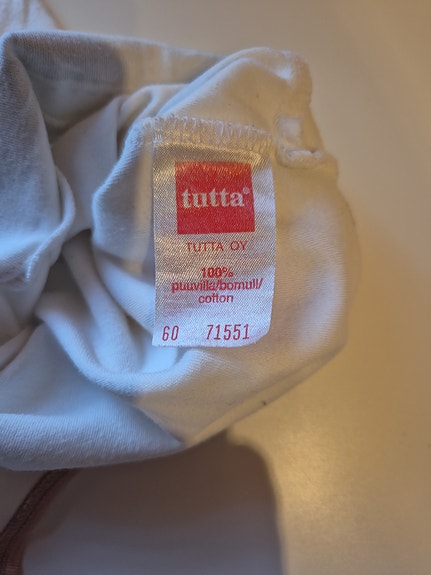 tutta®
TUTTA OY
100%
puuvilla/bomull/
cotton
60 71551